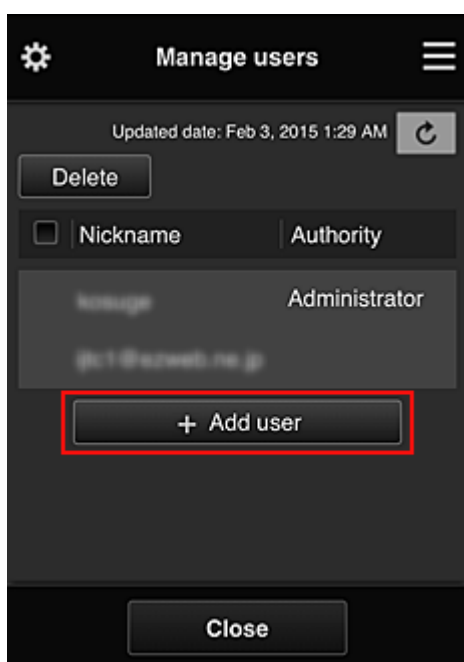 Manage users
Updated date: Feb 3, 2015 1:29 AM
Delete
Nickname Authority
Administrator
+ Add user
Close